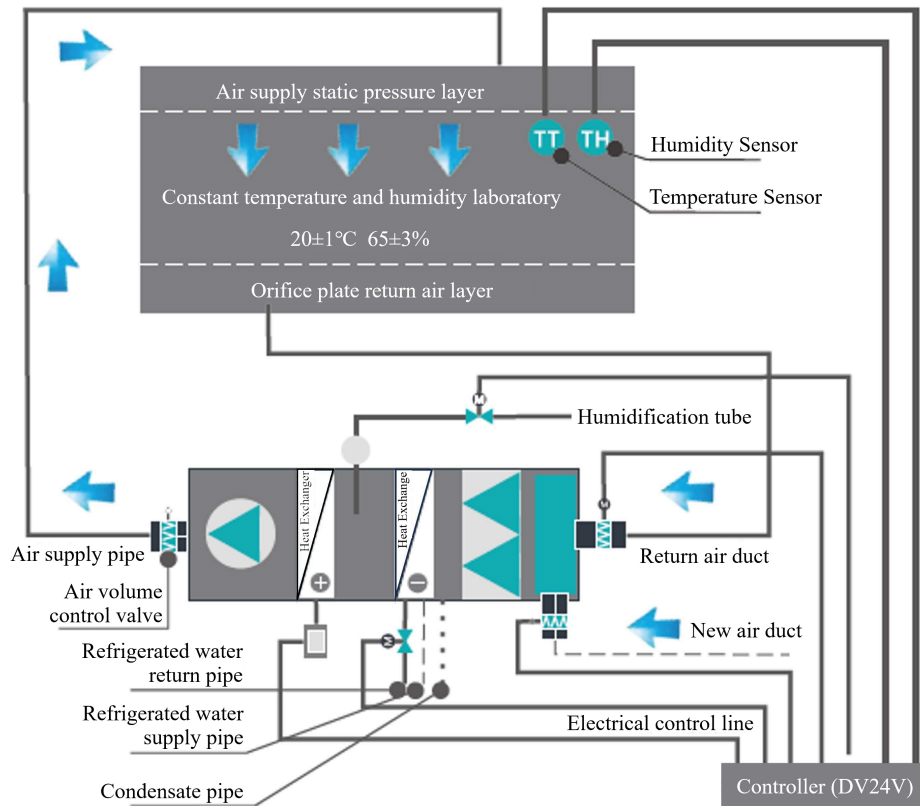 Air supply static pressure layer
TT
TH
Humidity Sensor
Temperature Sensor
Constant temperature and humidity laboratory
20±1℃ 65±3%
Orifice plate return air layer
M
Humidification tube
Heat Exchanger
Heat Exchange
M
Air supply pipe
Return air duct
Air volume
control valve
New air duct
M
Refrigerated water
return pipe
Refrigerated water
supply pipe
Electrical control line
Condensate pipe
Controller (DV24V)